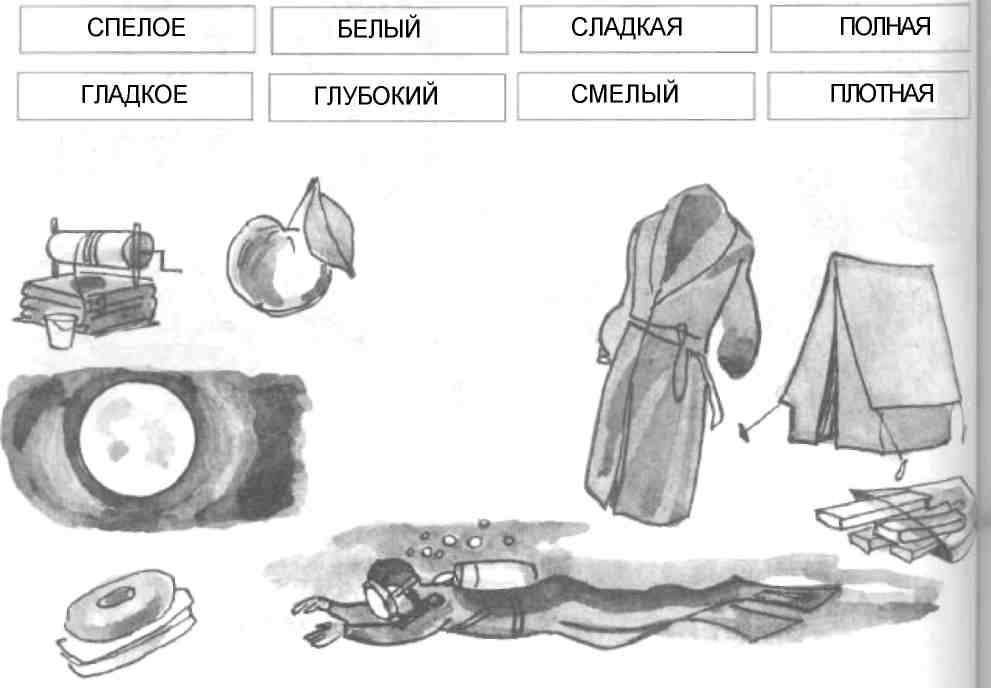 СПЕЛОЕ БЕЛЫЙ СЛАДКАЯ ПОЛНАЯ
ГЛАДКОЕ ГЛУБОКИЙ СМЕЛЫЙ ПЛОТНАЯ